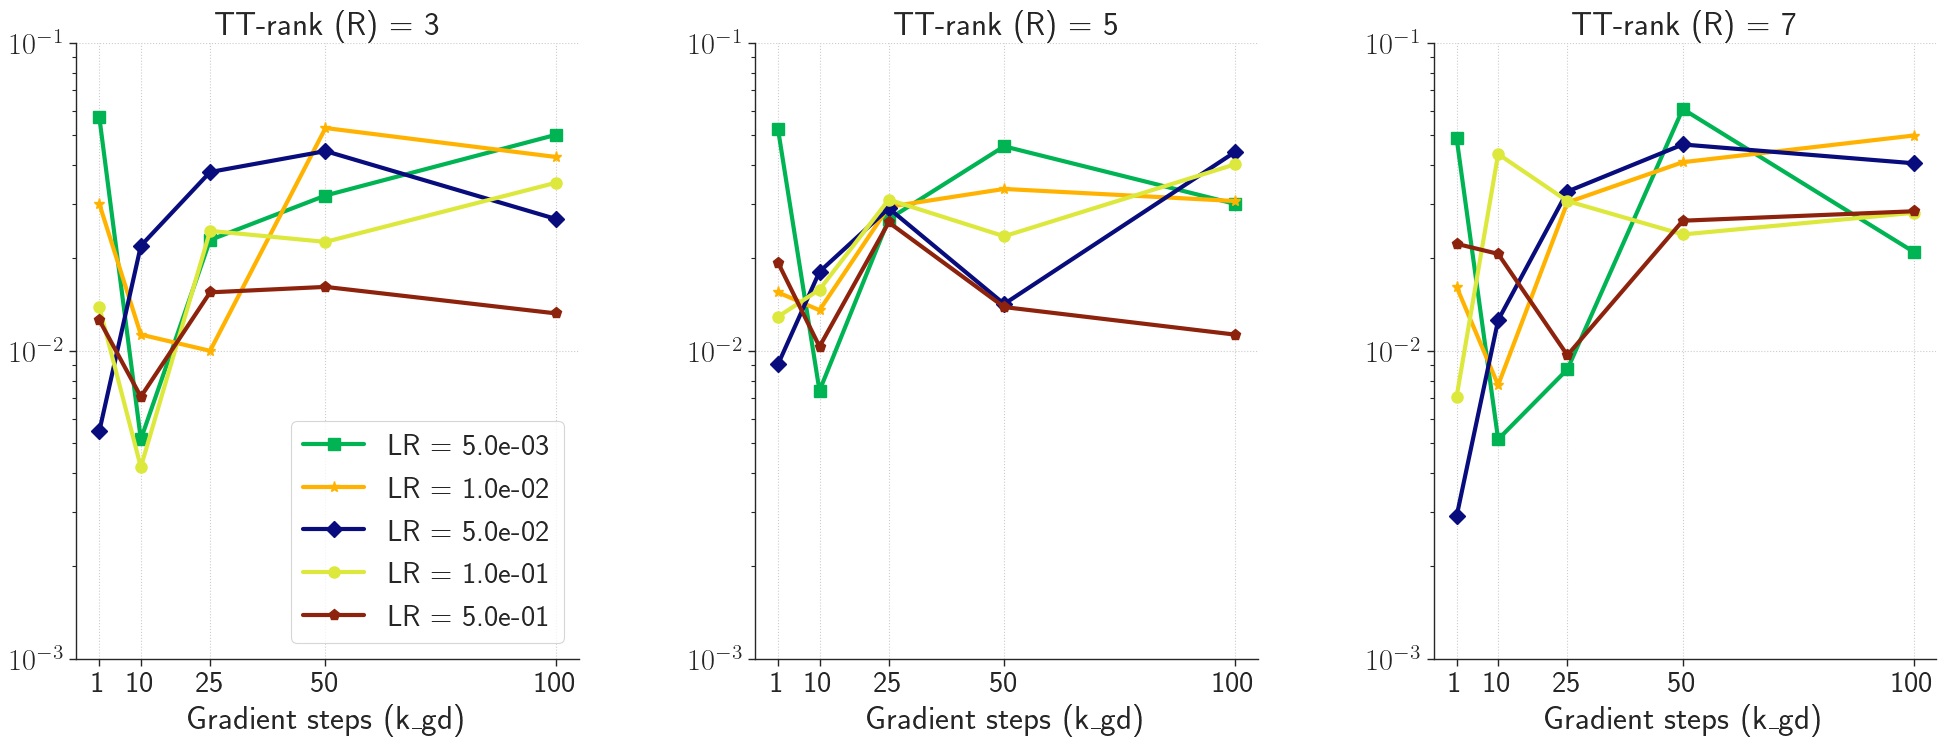 TT-rank (R) = 3
10⁻¹
10⁻²
10⁻³
LR = 5.0e-03
LR = 1.0e-02
LR = 5.0e-02
LR = 1.0e-01
LR = 5.0e-01
1 10 25 50 100
Gradient steps (k_gd)
TT-rank (R) = 5
10⁻¹
10⁻²
10⁻³
1 10 25 50 100
Gradient steps (k_gd)
TT-rank (R) = 7
10⁻¹
10⁻²
10⁻³
1 10 25 50 100
Gradient steps (k_gd)